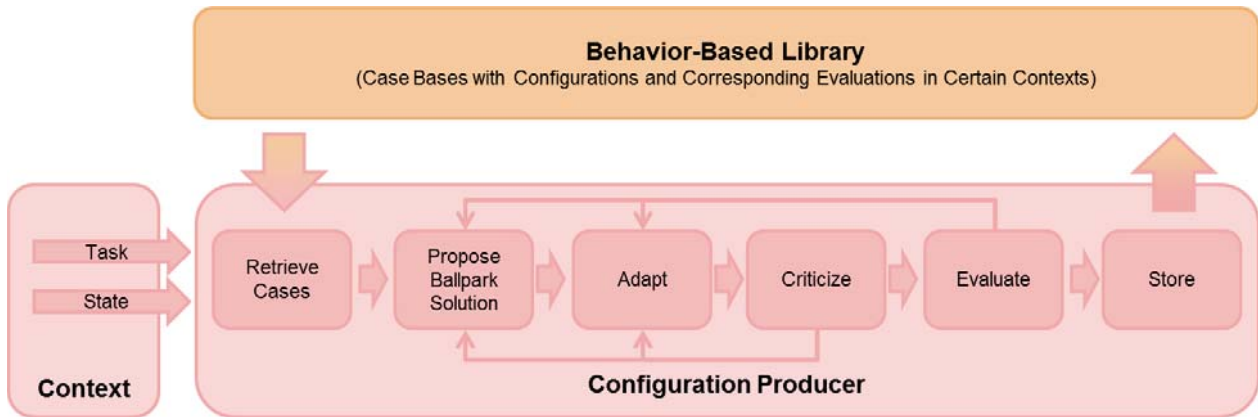 Behavior-Based Library
(Case Bases with Configurations and Corresponding Evaluations in Certain Contexts)
Task
State
Context
Retrieve
Cases
Propose
Ballpark
Solution
Adapt
Criticize
Evaluate
Store
Configuration Producer